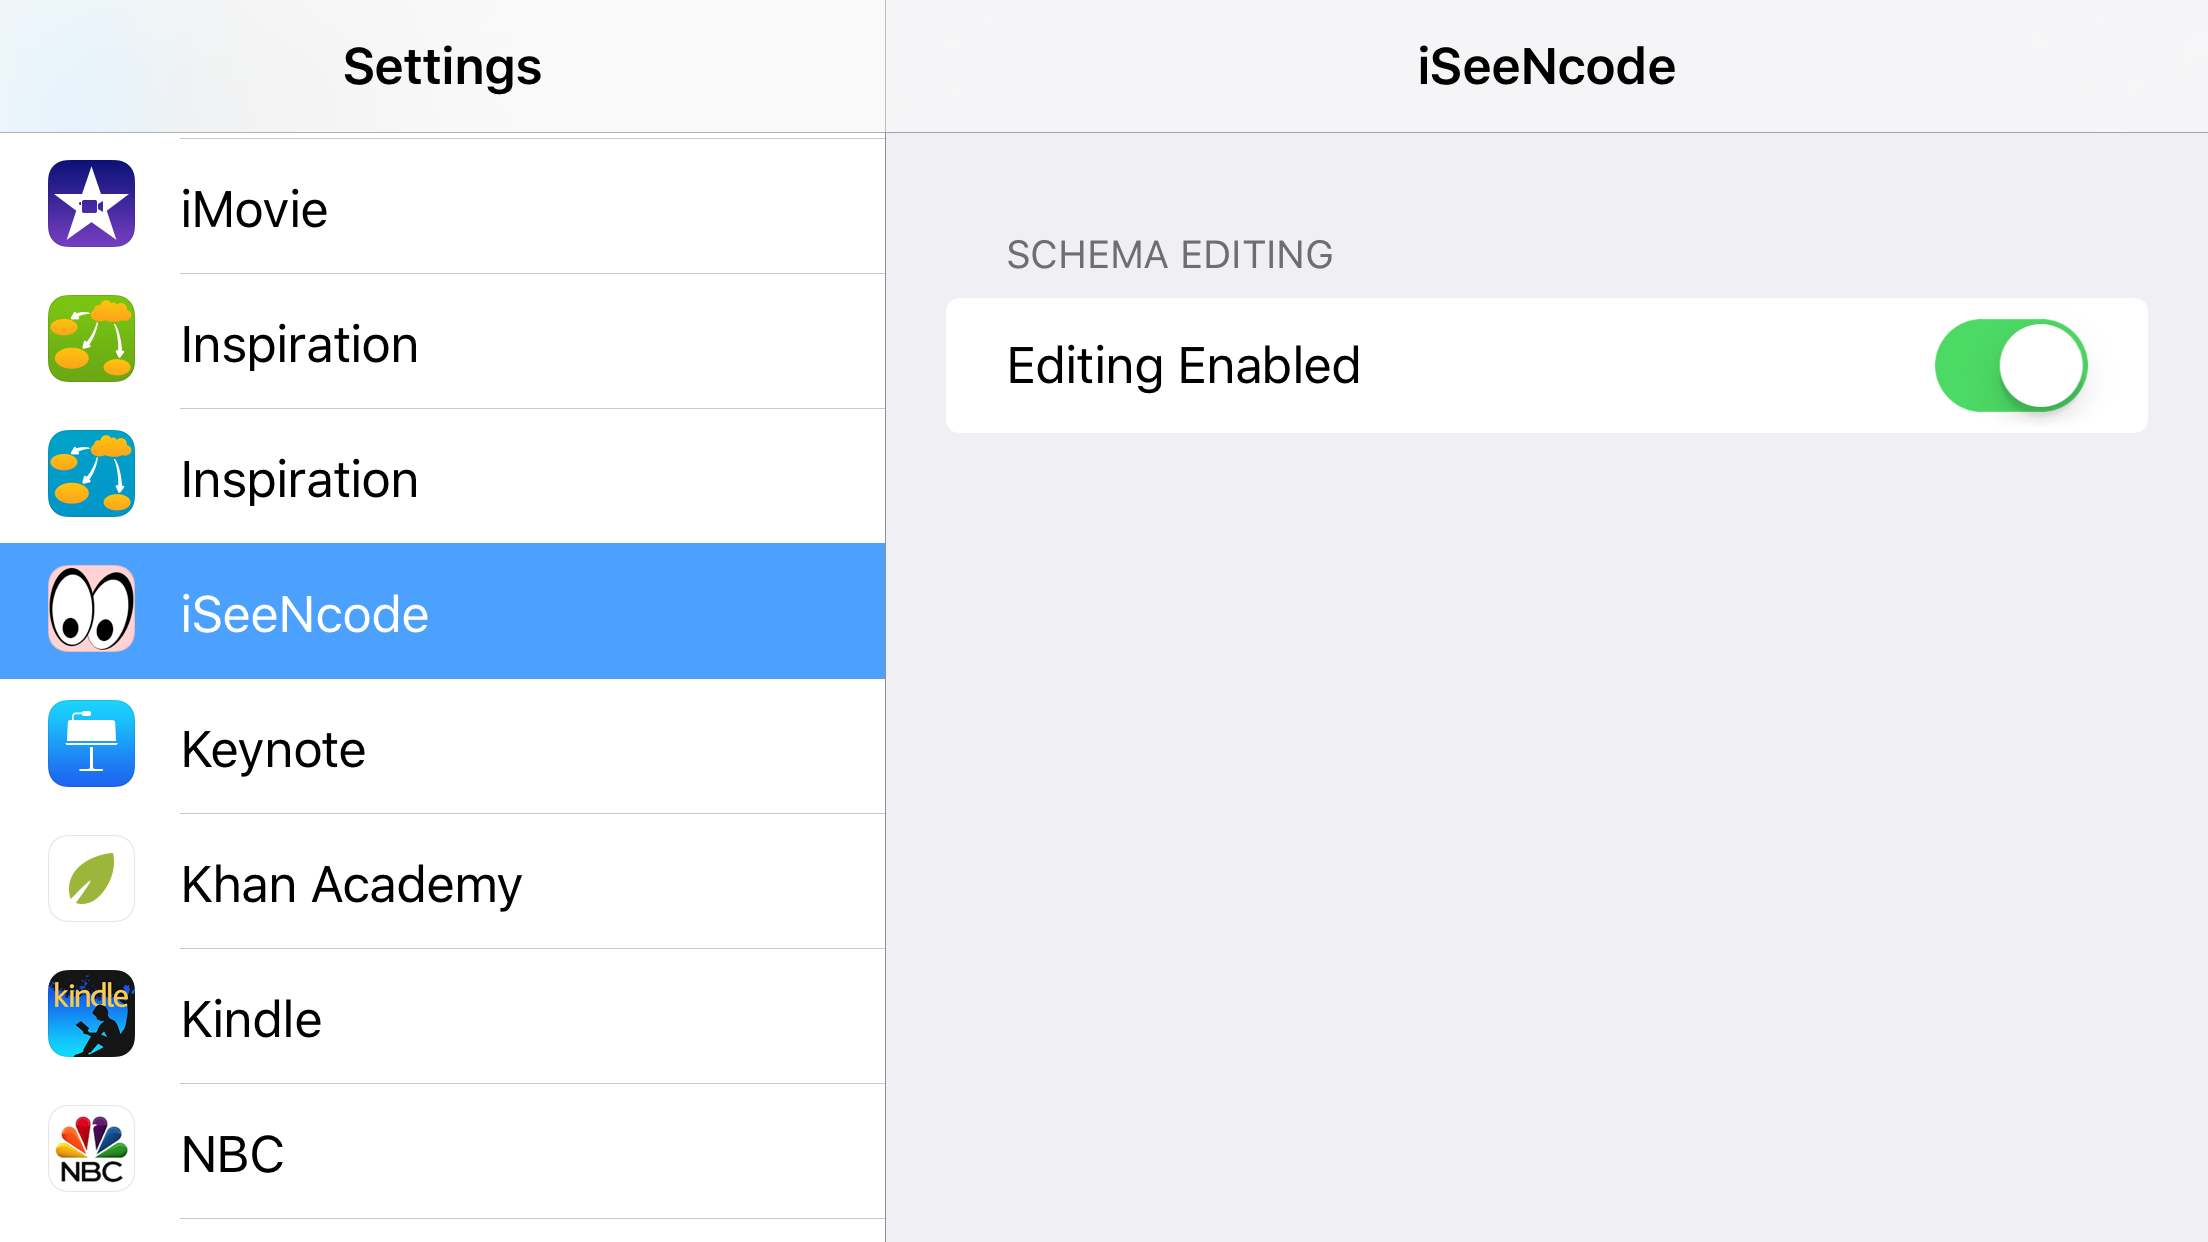 Settings
iMovie
Inspiration
Inspiration
iSeeNcode
Keynote
Khan Academy
kindle
Kindle
NBC
NBC
iSeeNcode
SCHEMA EDITING
Editing Enabled